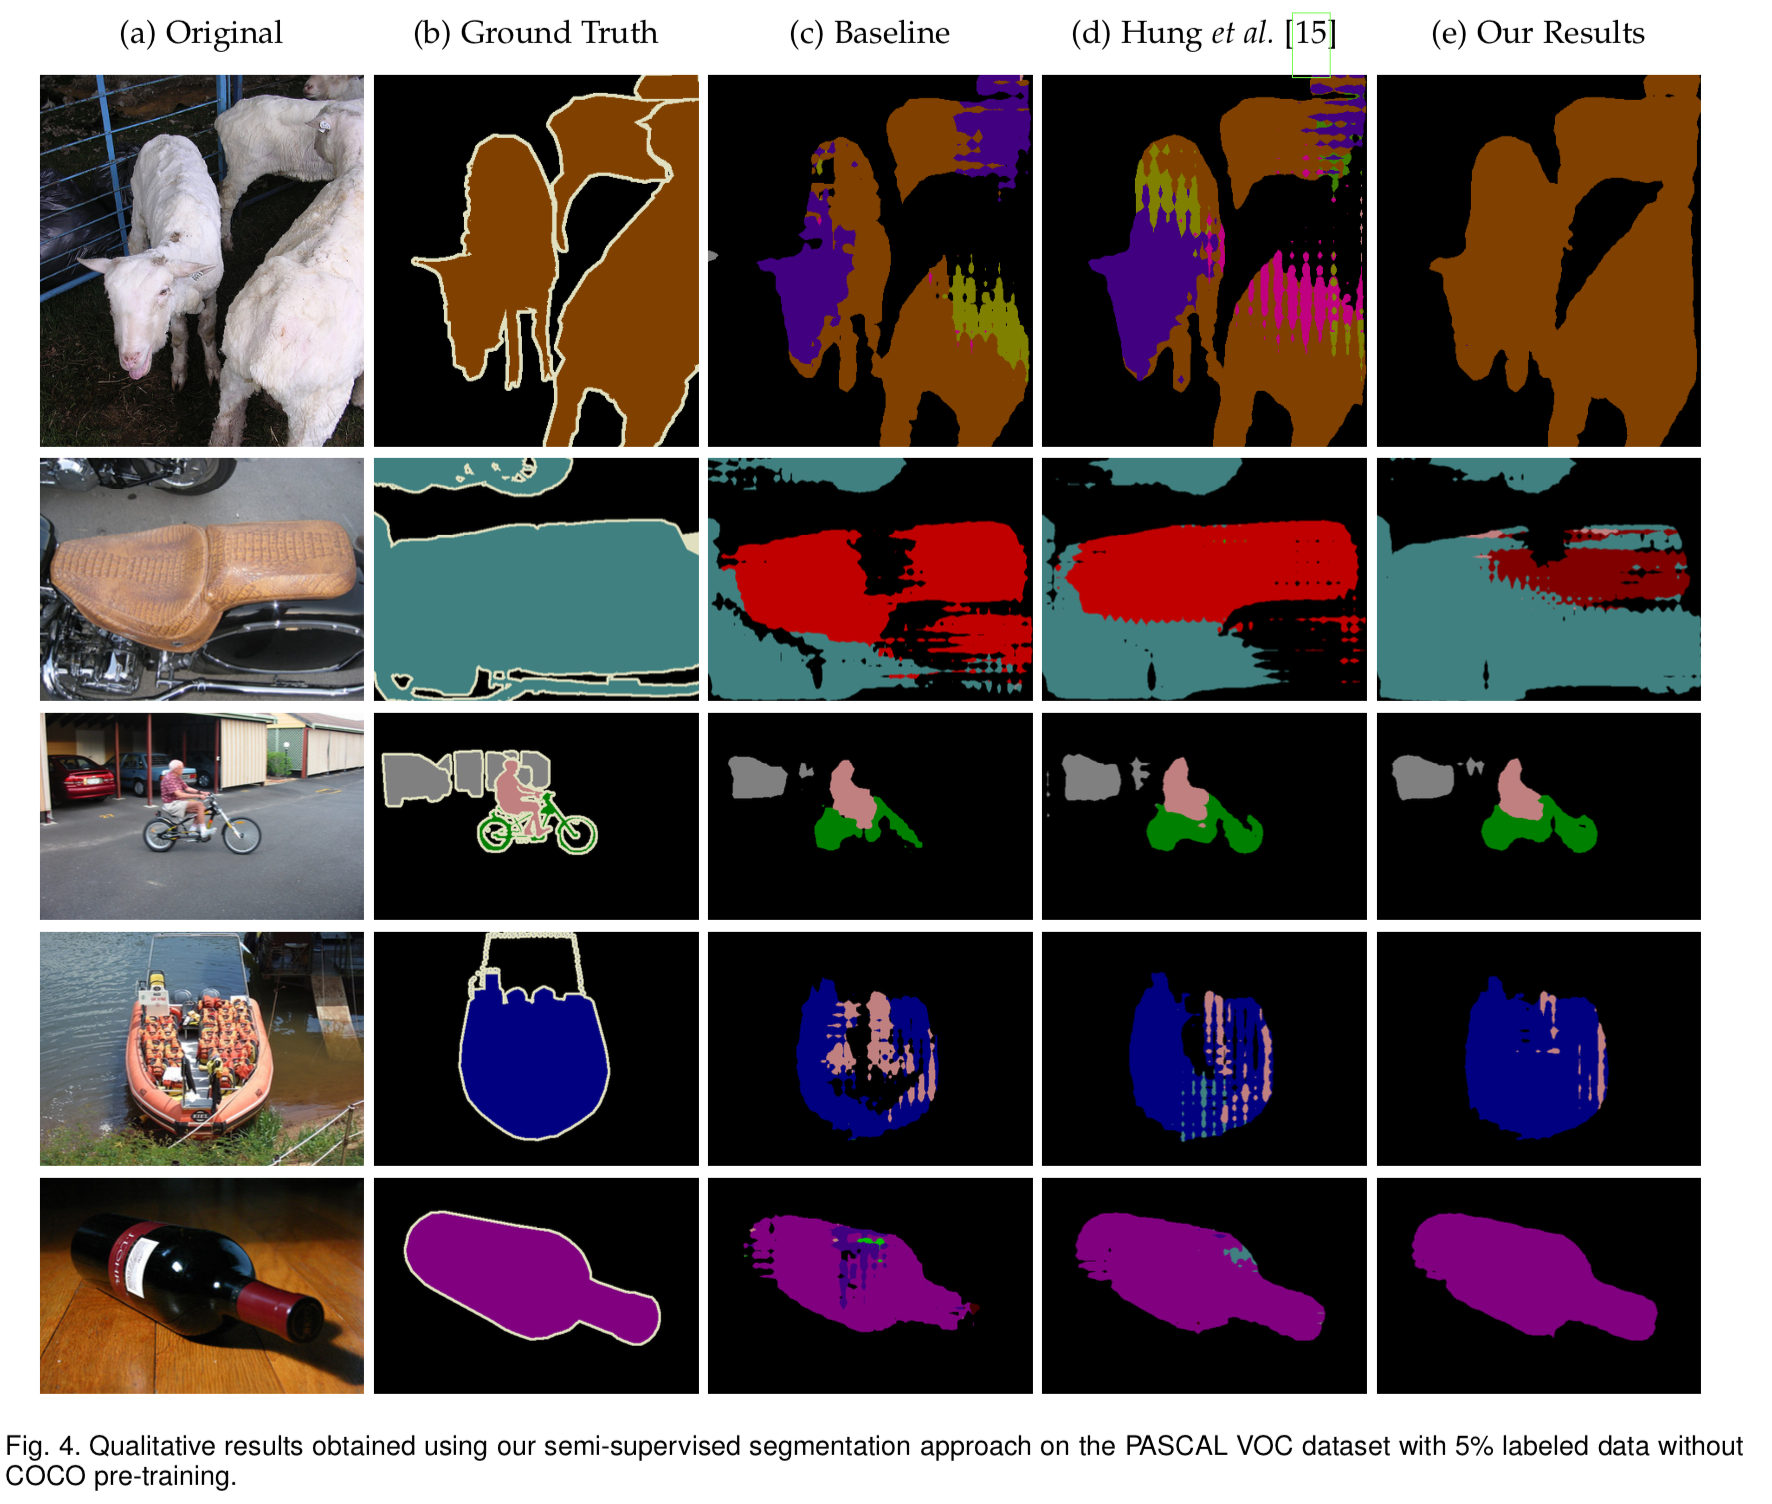 (a) Original (b) Ground Truth (c) Baseline (d) Hung et al. [15] (e) Our Results
Fig. 4. Qualitative results obtained using our semi-supervised segmentation approach on the PASCAL VOC dataset with 5% labeled data without
COCO pre-training.